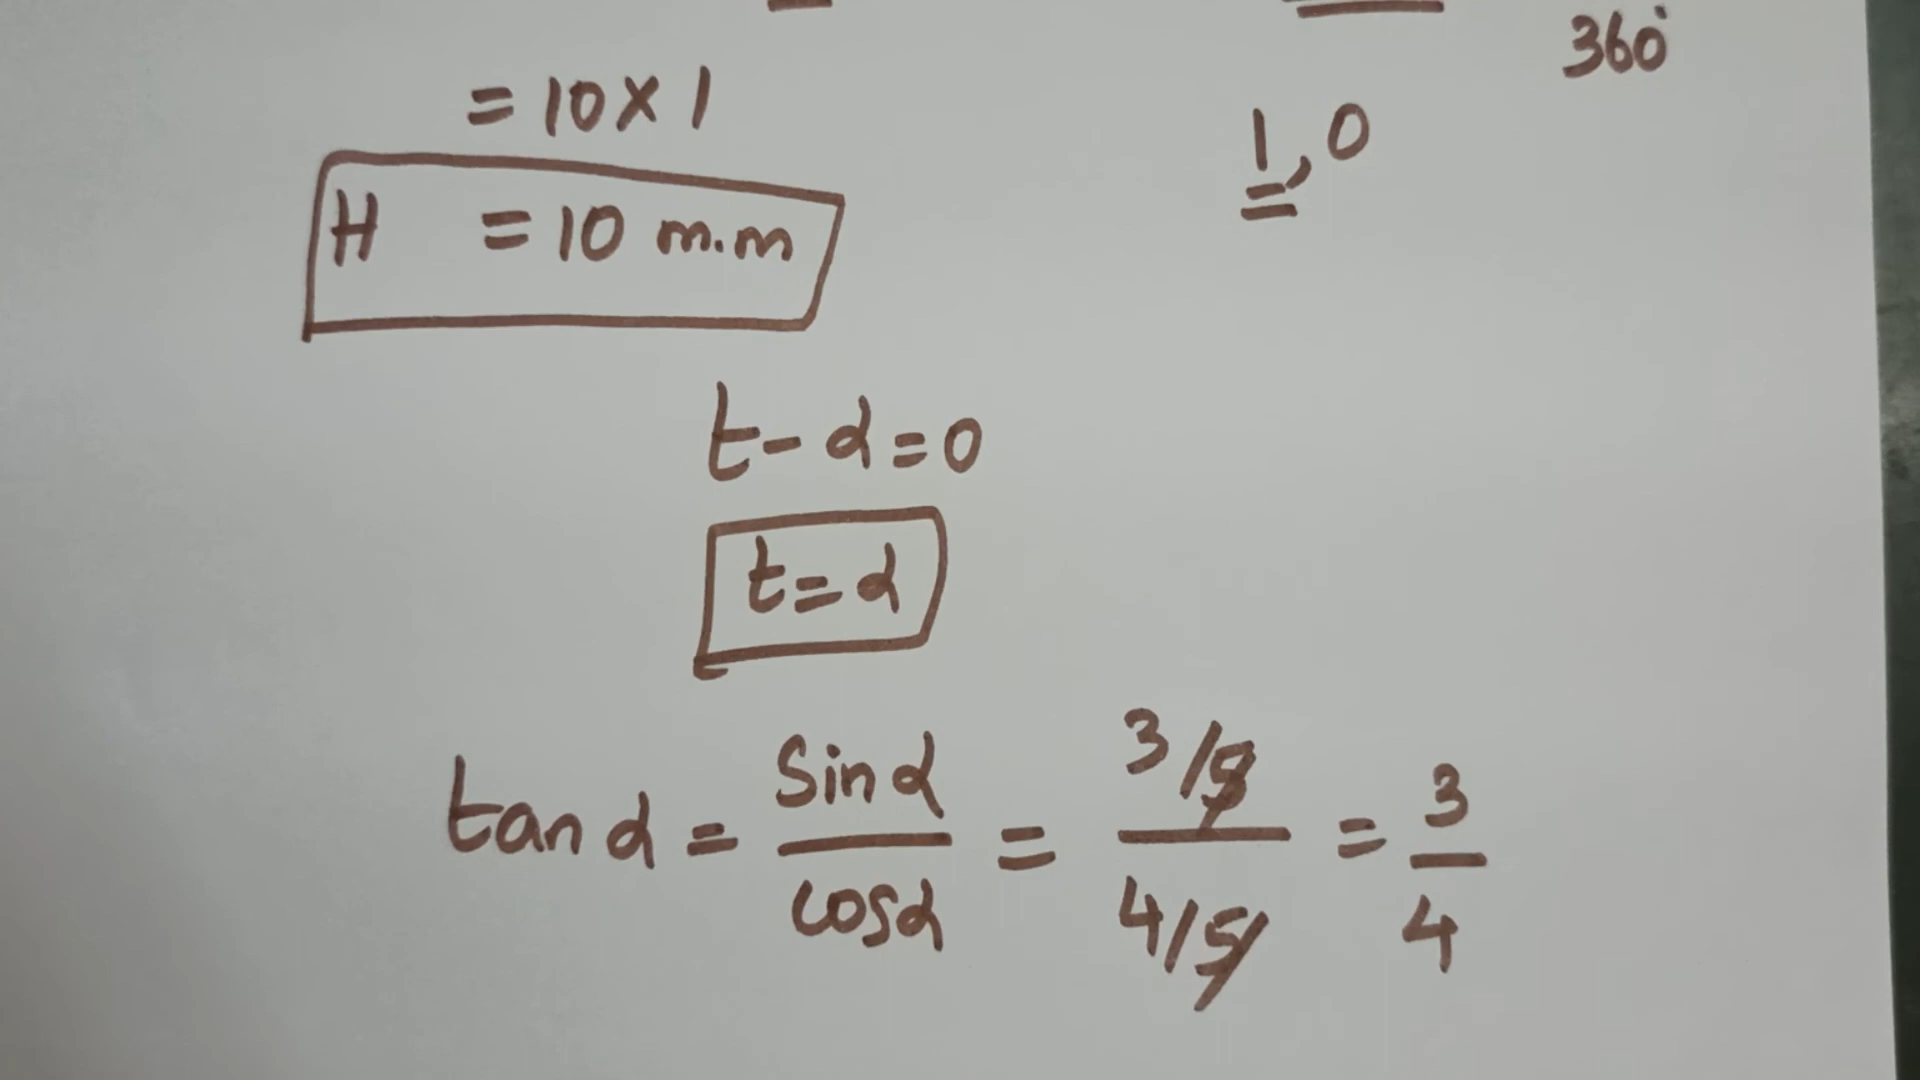 360°
= 10 × 1
1, 0
H = 10 m.m
t - α = 0
t = α
tan α = Sin α / cos α = 3/5 / 4/5 = 3/4